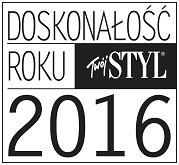 DOSKONAŁOŚĆ
ROKU Twój STYL®
2016